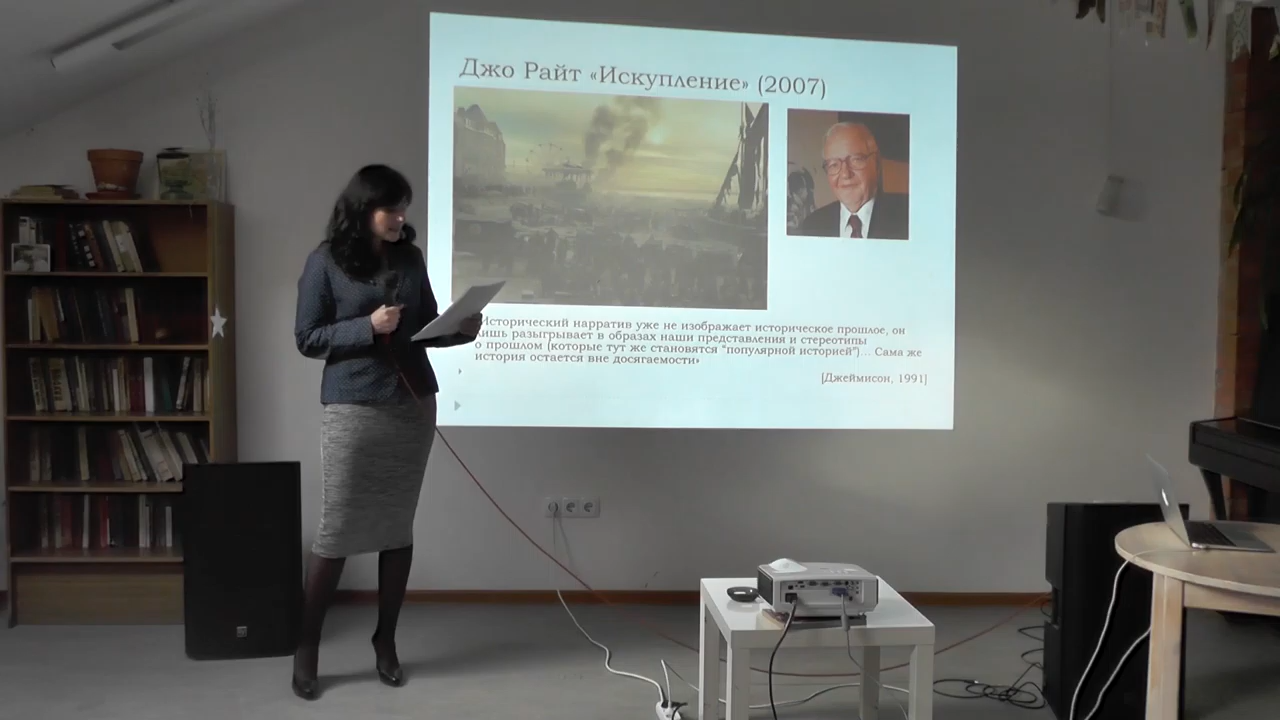 Джо Райт «Искупление» (2007)
Исторический нарратив уже не изображает историческое прошлое, он
лишь разыгрывает в образах наши представления и стереотипы
о прошлом (которые тут же становятся "популярной историей")... Сама же
история остается вне досягаемости»
[Джеймисон, 1991]